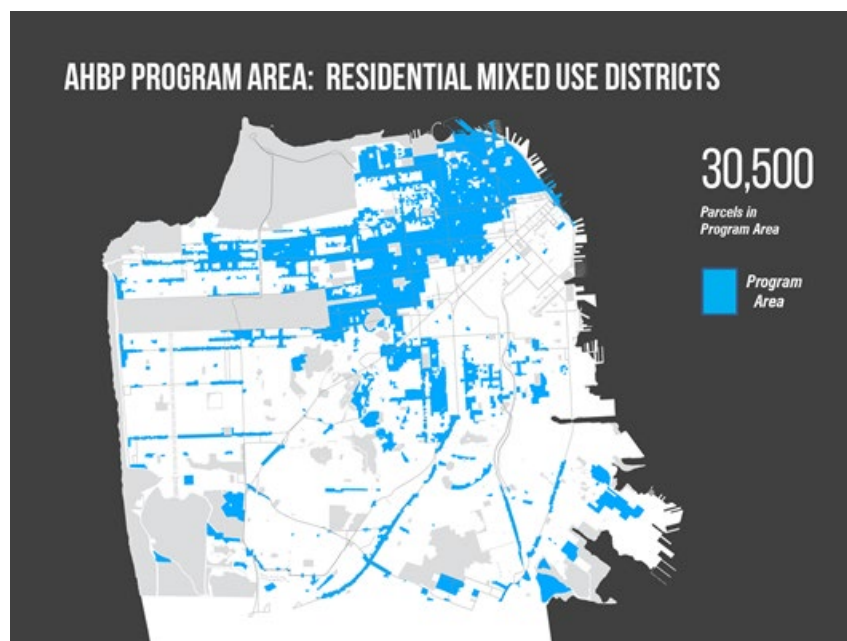 AHBP PROGRAM AREA: RESIDENTIAL MIXED USE DISTRICTS
30,500
Parcels in
Program Area
Program
Area